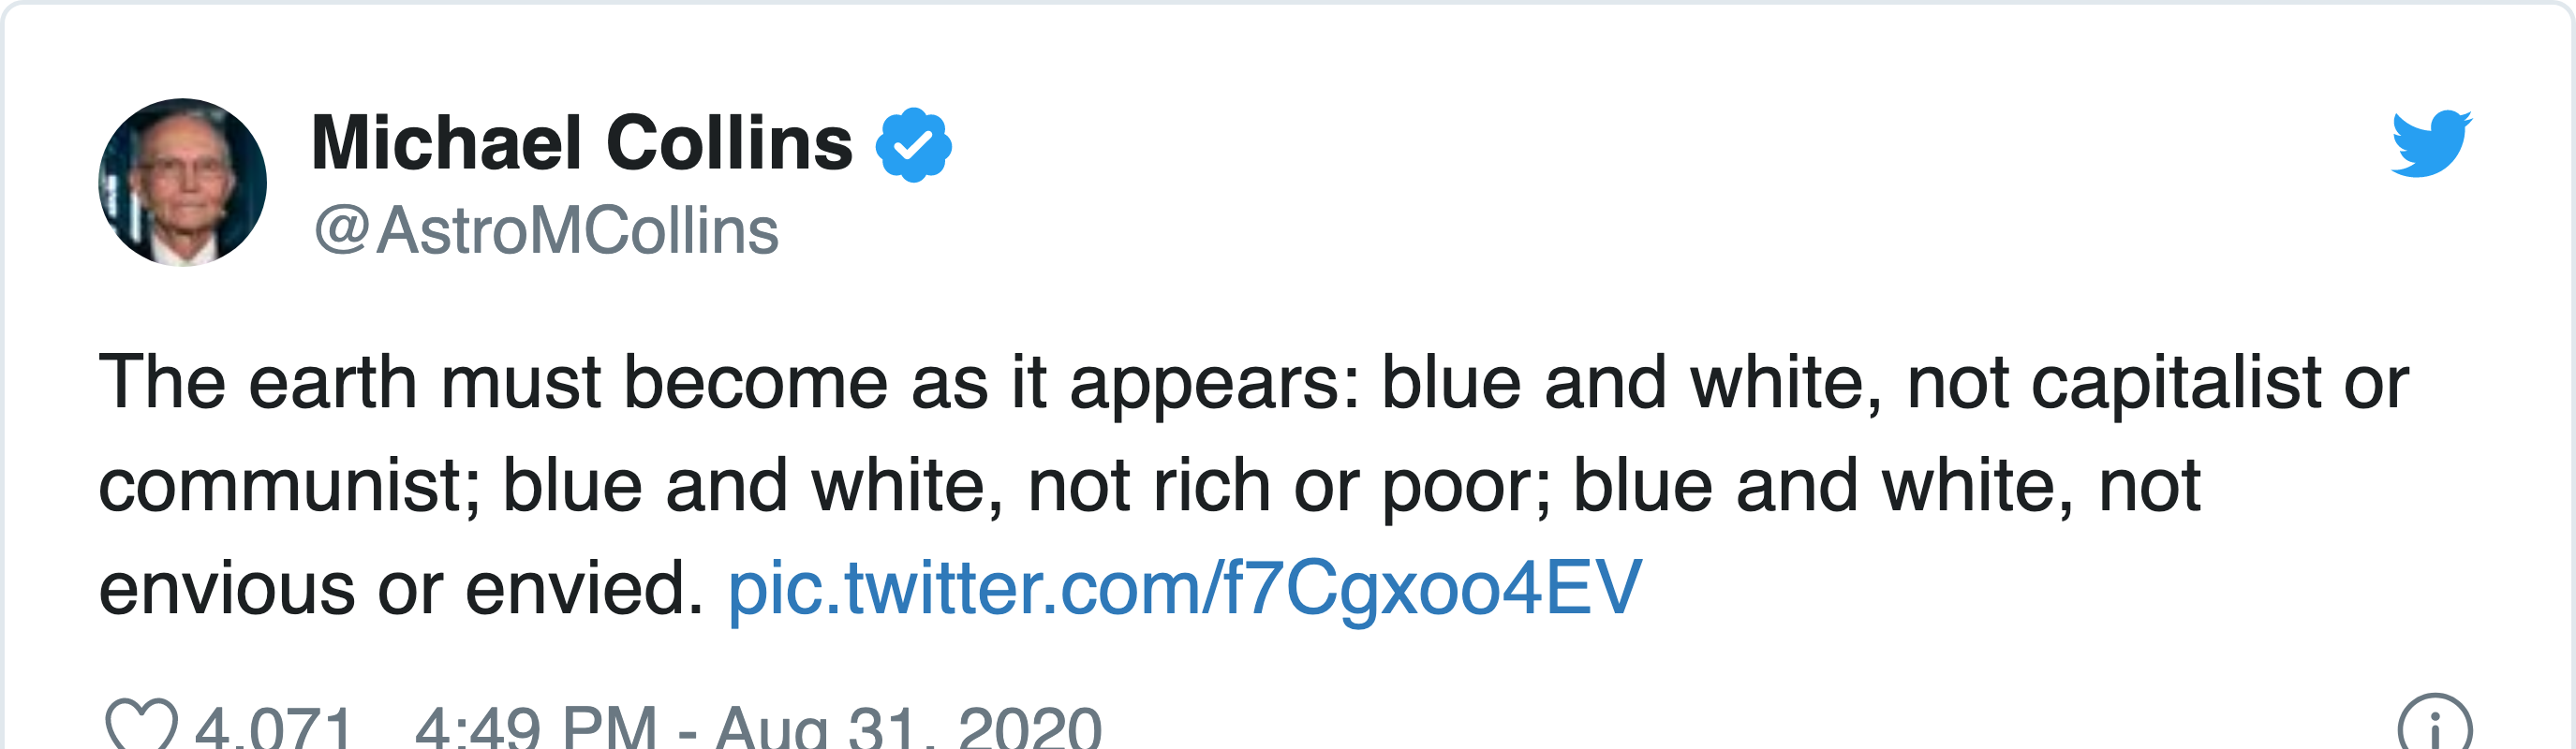 Michael Collins
@AstroMCollins
The earth must become as it appears: blue and white, not capitalist or
communist; blue and white, not rich or poor; blue and white, not
envious or envied. pic.twitter.com/f7Cgxoo4EV
4,071 4:49 PM - Aug 31, 2020